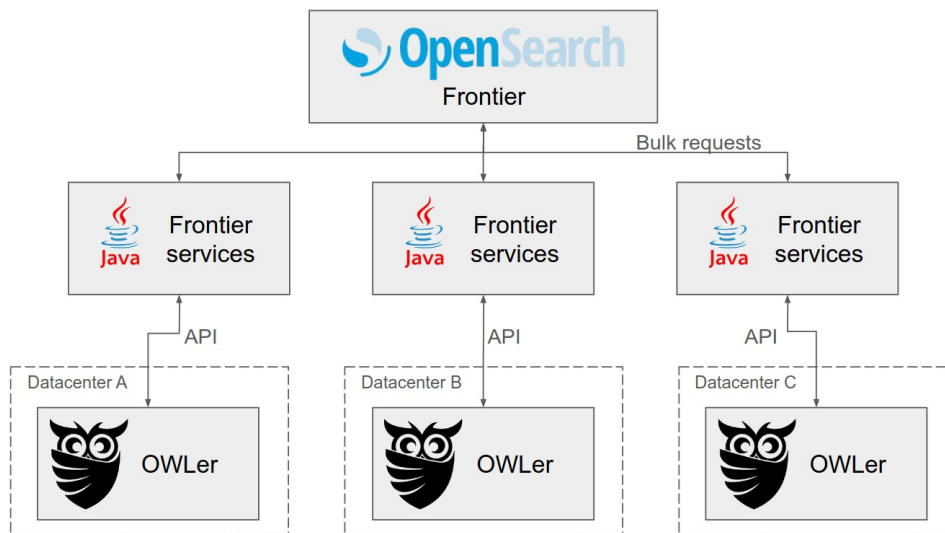 OpenSearch
Frontier
Bulk requests
Java
Frontier
services
Java
Frontier
services
Java
Frontier
services
API
API
API
Datacenter A
Datacenter B
Datacenter C
OWLer
OWLer
OWLer